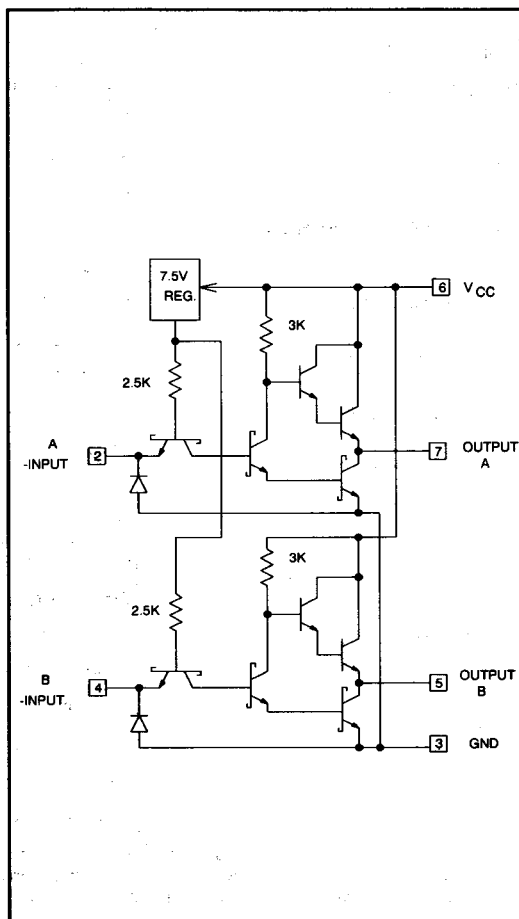 7.5V
REG.
6
V CC
3K
2.5K
A
-INPUT
2
7
OUTPUT
A
3K
2.5K
B
-INPUT.
4
5
OUTPUT
B
3
GND